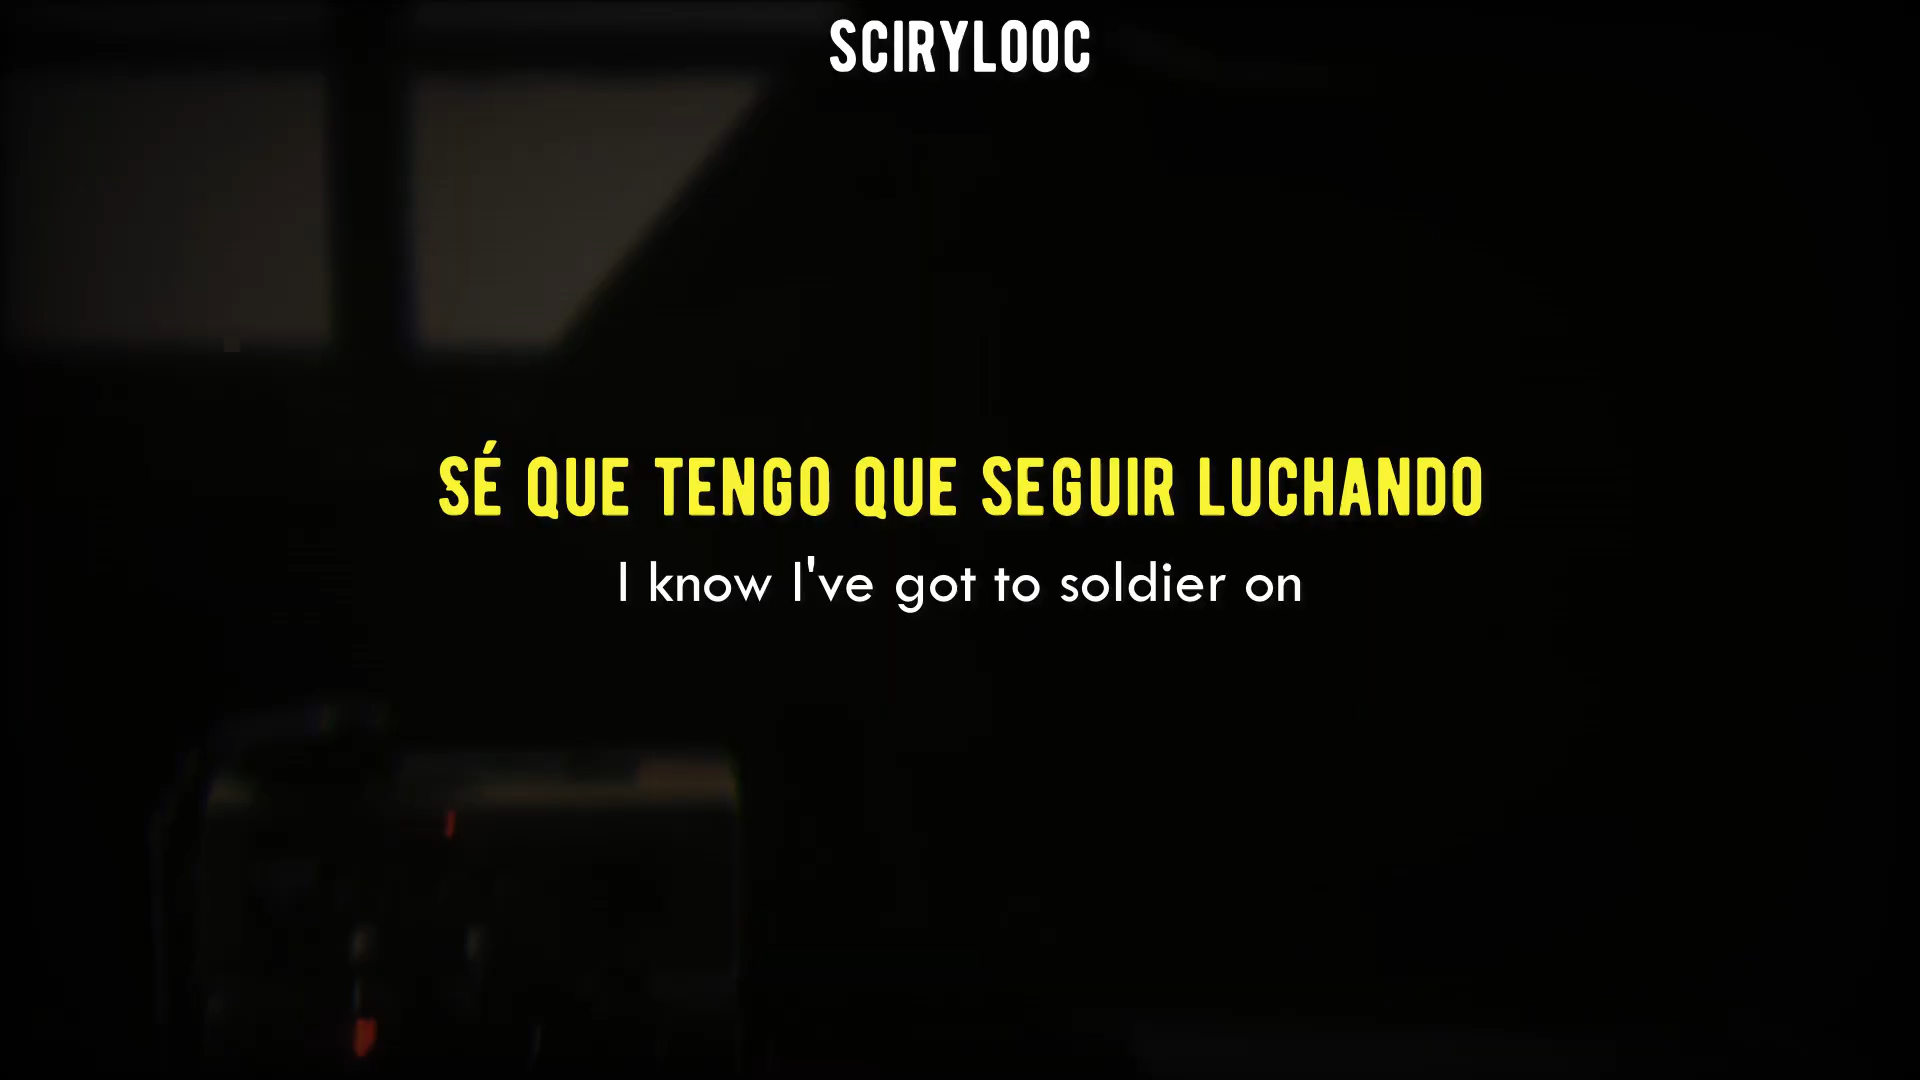 SCIRYLOOC
SÉ QUE TENGO QUE SEGUIR LUCHANDO
I know I've got to soldier on